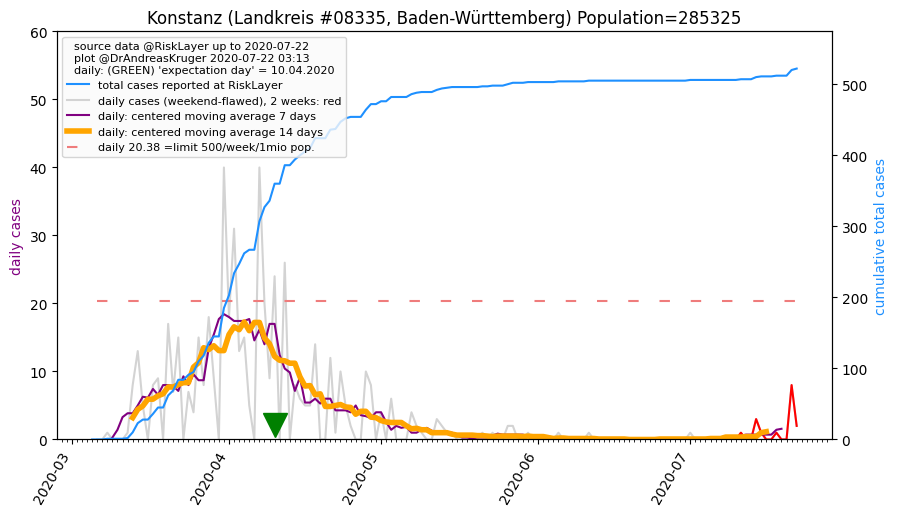 Konstanz (Landkreis #08335, Baden-Württemberg) Population=285325
source data @RiskLayer up to 2020-07-22
plot @DrAndreasKruger 2020-07-22 03:13
daily: (GREEN) 'expectation day' = 10.04.2020
total cases reported at RiskLayer
daily cases (weekend-flawed), 2 weeks: red
daily: centered moving average 7 days
daily: centered moving average 14 days
daily 20.38 =limit 500/week/1mio pop.
daily cases
60
50
40
30
20
10
0
cumulative total cases
500
400
300
200
100
0
2020-03
2020-04
2020-05
2020-06
2020-07